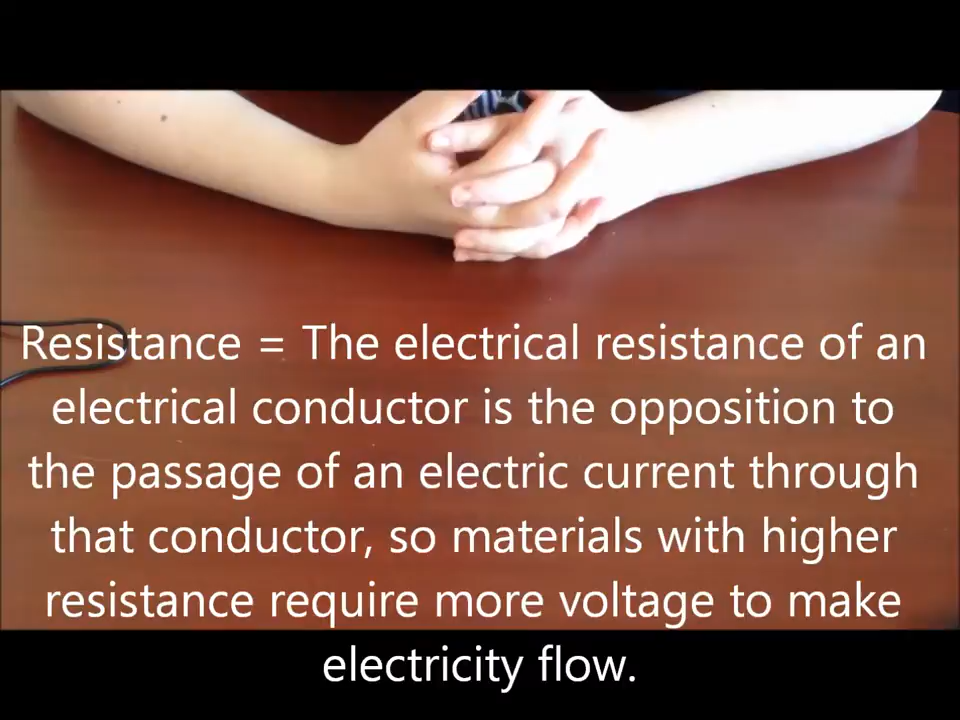 Resistance = The electrical resistance of an
electrical conductor is the opposition to
the passage of an electric current through
that conductor, so materials with higher
resistance require more voltage to make
electricity flow.